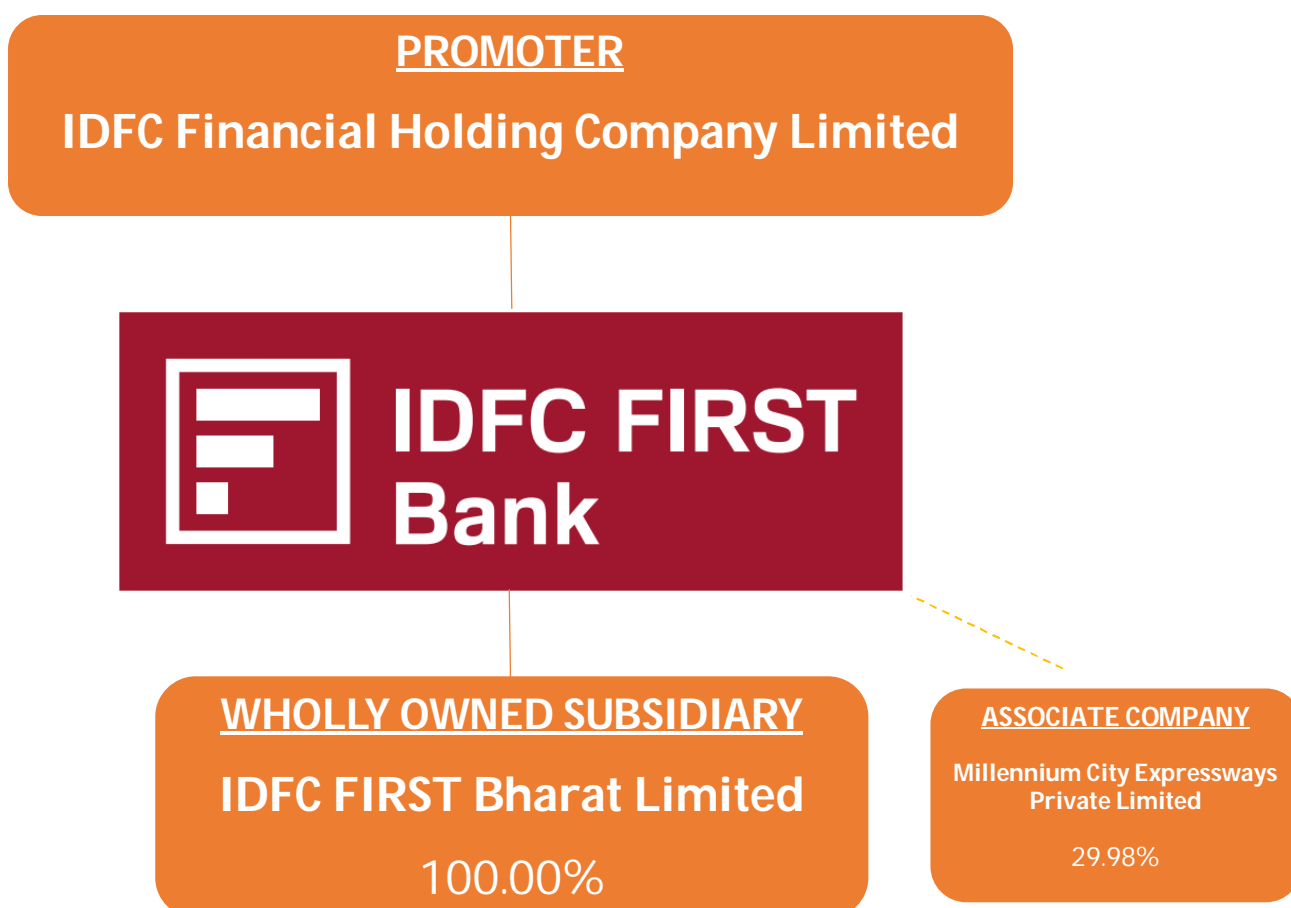 PROMOTER
IDFC Financial Holding Company Limited
IDFC FIRST
Bank
WHOLLY OWNED SUBSIDIARY
IDFC FIRST Bharat Limited
100.00%
ASSOCIATE COMPANY
Millennium City Expressways
Private Limited
29.98%